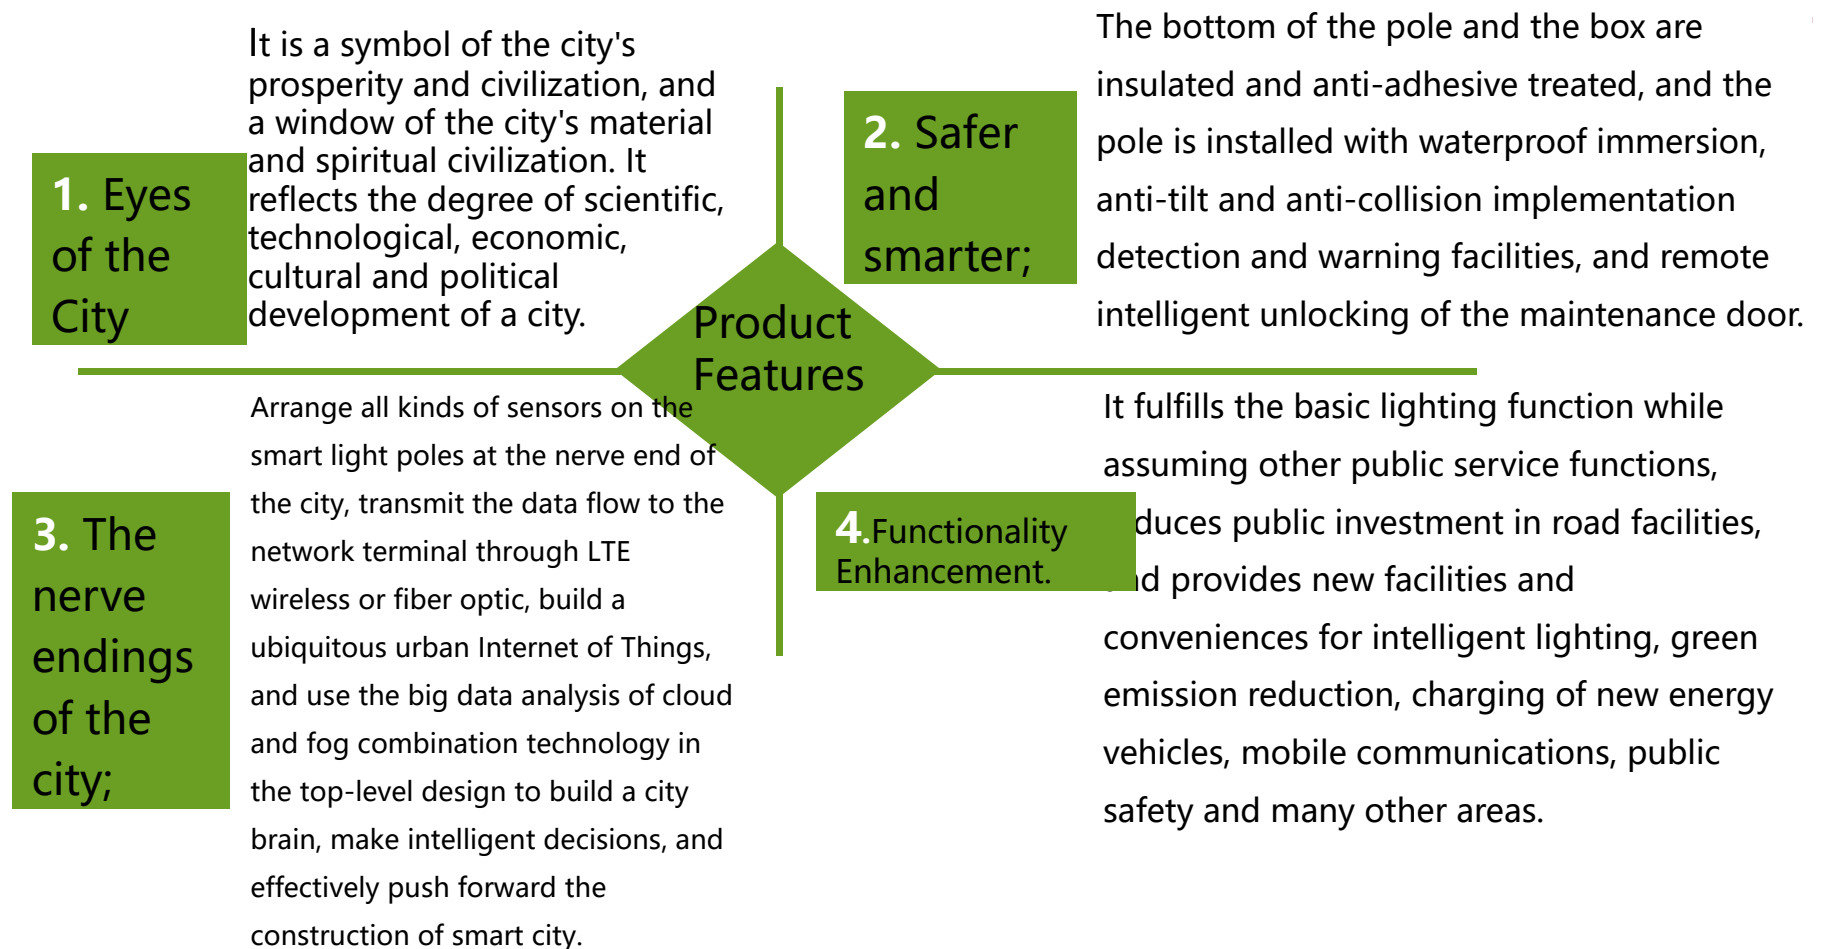 1. Eyes
of the
City
It is a symbol of the city's
prosperity and civilization, and
a window of the city's material
and spiritual civilization. It
reflects the degree of scientific,
technological, economic,
cultural and political
development of a city.
2. Safer
and
smarter;
The bottom of the pole and the box are
insulated and anti-adhesive treated, and the
pole is installed with waterproof immersion,
anti-tilt and anti-collision implementation
detection and warning facilities, and remote
intelligent unlocking of the maintenance door.
Product
Features
3. The
nerve
endings
of the
city;
Arrange all kinds of sensors on the
smart light poles at the nerve end of
the city, transmit the data flow to the
network terminal through LTE
wireless or fiber optic, build a
ubiquitous urban Internet of Things,
and use the big data analysis of cloud
and fog combination technology in
the top-level design to build a city
brain, make intelligent decisions, and
effectively push forward the
construction of smart city.
4.Functionality
Enhancement.
It fulfills the basic lighting function while
assuming other public service functions,
public investment in road facilities,
provides new facilities and
conveniences for intelligent lighting, green
emission reduction, charging of new energy
vehicles, mobile communications, public
safety and many other areas.